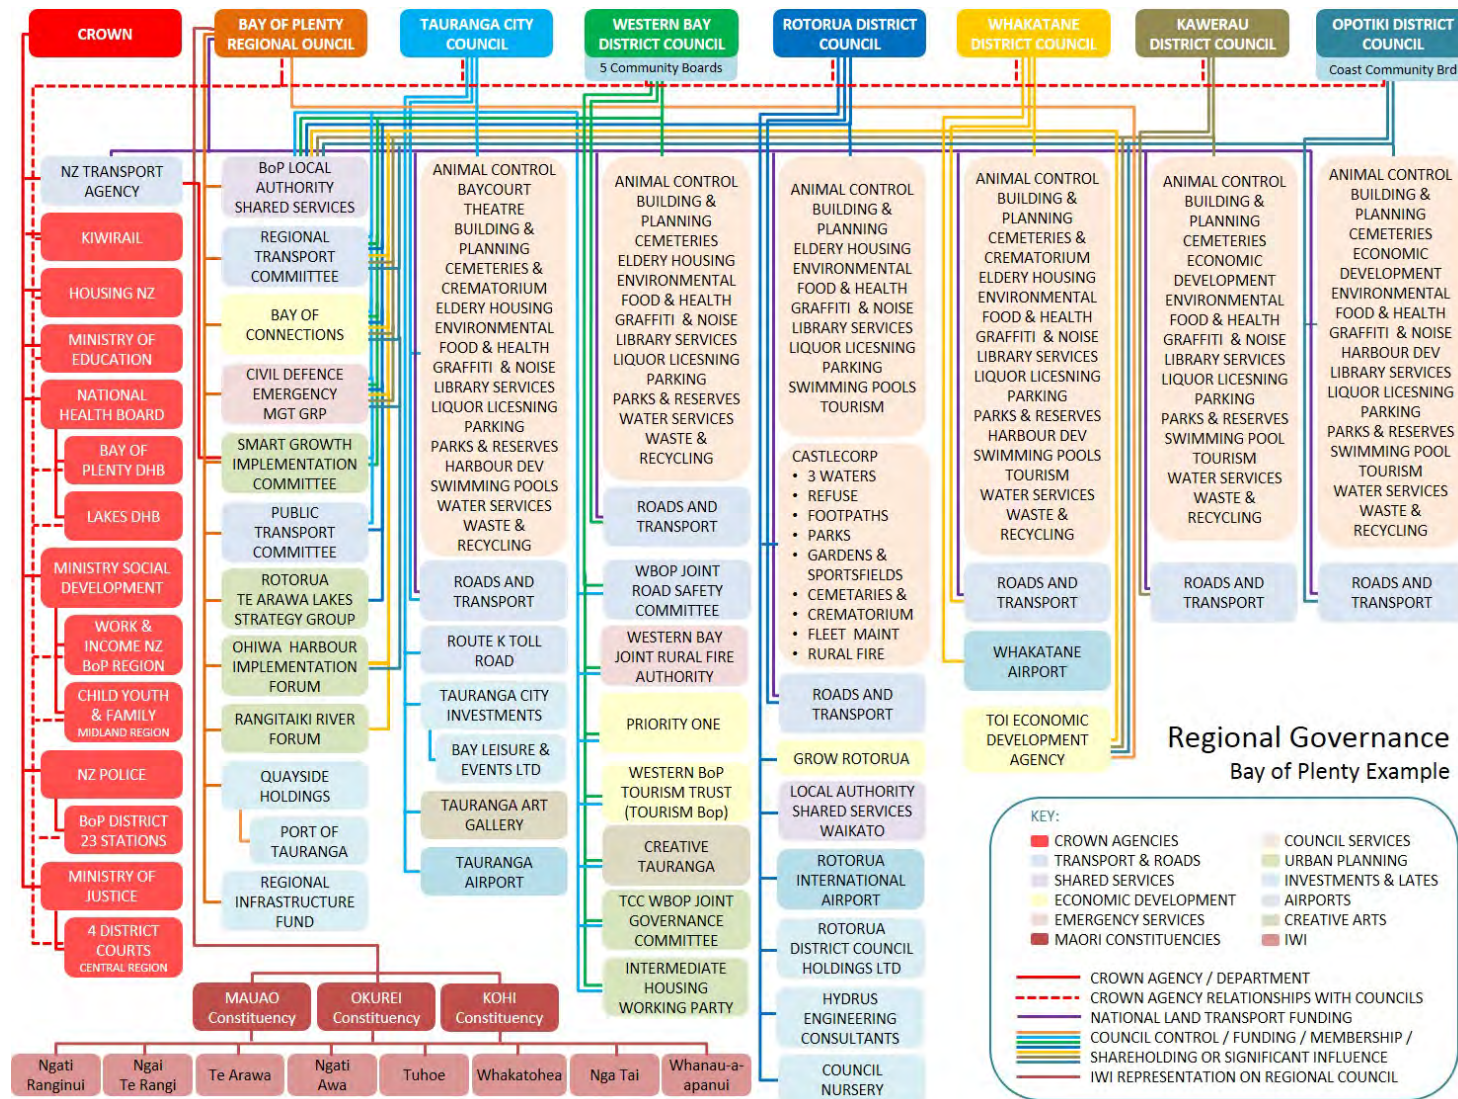 CROWN
BAY OF PLENTY
REGIONAL OUNCIL
TAURANGA CITY
COUNCIL
WESTERN BAY
DISTRICT COUNCIL
5 Community Boards
ROTORUA DISTRICT
COUNCIL
WHAKATANE
DISTRICT COUNCIL
KAWERAU
DISTRICT COUNCIL
OPOTIKI DISTRICT
COUNCIL
Coast Community Brd
NZ TRANSPORT
AGENCY
KIWIRAIL
HOUSING NZ
MINISTRY OF
EDUCATION
NATIONAL
HEALTH BOARD
BAY OF
PLENTY DHB
LAKES DHB
MINISTRY SOCIAL
DEVELOPMENT
WORK &
INCOME NZ
BoP REGION
CHILD YOUTH
& FAMILY
MIDLAND REGION
NZ POLICE
BoP DISTRICT
23 STATIONS
MINISTRY OF
JUSTICE
4 DISTRICT
COURTS
CENTRAL REGION
BoP LOCAL
AUTHORITY
SHARED SERVICES
REGIONAL
TRANSPORT
COMMIITTEE
BAY OF
CONNECTIONS
CIVIL DEFENCE
EMERGENCY
MGT GRP
SMART GROWTH
IMPLEMENTATION
COMMITTEE
PUBLIC
TRANSPORT
COMMITTEE
ROTORUA
TE ARAWA LAKES
STRATEGY GROUP
OHIWA HARBOUR
IMPLEMENTATION
FORUM
RANGITAIKI RIVER
FORUM
QUAYSIDE
HOLDINGS
PORT OF
TAURANGA
REGIONAL
INFRASTRUCTURE
FUND
ANIMAL CONTROL
BAYCOURT
THEATRE
BUILDING &
PLANNING
CEMETERIES &
CREMATORIUM
ELDERY HOUSING
ENVIRONMENTAL
FOOD & HEALTH
GRAFFITI & NOISE
LIBRARY SERVICES
LIQUOR LICESNING
PARKING
PARKS & RESERVES
HARBOUR DEV
SWIMMING POOLS
WATER SERVICES
WASTE &
RECYCLING
ROADS AND
TRANSPORT
ROUTE K TOLL
ROAD
TAURANGA CITY
INVESTMENTS
BAY LEISURE &
EVENTS LTD
TAURANGA ART
GALLERY
TAURANGA
AIRPORT
ANIMAL CONTROL
BUILDING &
PLANNING
CEMETERIES
ELDERY HOUSING
ENVIRONMENTAL
FOOD & HEALTH
GRAFFITI & NOISE
LIBRARY SERVICES
LIQUOR LICESNING
PARKING
PARKS & RESERVES
WATER SERVICES
WASTE &
RECYCLING
ROADS AND
TRANSPORT
WBOP JOINT
ROAD SAFETY
COMMITTEE
WESTERN BAY
JOINT RURAL FIRE
AUTHORITY
PRIORITY ONE
WESTERN BoP
TOURISM TRUST
(TOURISM Bop)
CREATIVE
TAURANGA
TCC WBOP JOINT
GOVERNANCE
COMMITTEE
INTERMEDIATE
HOUSING
WORKING PARTY
ANIMAL CONTROL
BUILDING &
PLANNING
ELDERY HOUSING
ENVIRONMENTAL
FOOD & HEALTH
GRAFFITI & NOISE
LIBRARY SERVICES
LIQUOR LICESNING
PARKING
SWIMMING POOLS
TOURISM
CASTLECORP
• 3 WATERS
• REFUSE
• FOOTPATHS
• PARKS
• GARDENS &
SPORTSFIELDS
• CEMETARIES &
• CREMATORIUM
• FLEET MAINT
• RURAL FIRE
ROADS AND
TRANSPORT
GROW ROTORUA
LOCAL AUTHORITY
SHARED SERVICES
WAIKATO
ROTORUA
INTERNATIONAL
AIRPORT
ROTORUA
DISTRICT COUNCIL
HOLDINGS LTD
HYDRUS
ENGINEERING
CONSULTANTS
COUNCIL
NURSERY
ANIMAL CONTROL
BUILDING &
PLANNING
CEMETERIES &
CREMATORIUM
ELDERY HOUSING
ENVIRONMENTAL
FOOD & HEALTH
GRAFFITI & NOISE
LIBRARY SERVICES
LIQUOR LICESNING
PARKING
PARKS & RESERVES
HARBOUR DEV
SWIMMING POOLS
TOURISM
WATER SERVICES
WASTE &
RECYCLING
ROADS AND
TRANSPORT
WHAKATANE
AIRPORT
TOI ECONOMIC
DEVELOPMENT
AGENCY
ANIMAL CONTROL
BUILDING &
PLANNING
CEMETERIES
ECONOMIC
DEVELOPMENT
ENVIRONMENTAL
FOOD & HEALTH
GRAFFITI & NOISE
LIBRARY SERVICES
LIQUOR LICESNING
PARKING
PARKS & RESERVES
SWIMMING POOL
TOURISM
WATER SERVICES
WASTE &
RECYCLING
ROADS AND
TRANSPORT
ANIMAL CONTROL
BUILDING &
PLANNING
CEMETERIES
ECONOMIC
DEVELOPMENT
ENVIRONMENTAL
FOOD & HEALTH
GRAFFITI & NOISE
HARBOUR DEV
LIBRARY SERVICES
LIQUOR LICESNING
PARKING
PARKS & RESERVES
SWIMMING POOL
TOURISM
WATER SERVICES
WASTE &
RECYCLING
ROADS AND
TRANSPORT
Regional Governance
Bay of Plenty Example
KEY:
CROWN AGENCIES
TRANSPORT & ROADS
SHARED SERVICES
ECONOMIC DEVELOPMENT
EMERGENCY SERVICES
MAORI CONSTITUENCIES
COUNCIL SERVICES
URBAN PLANNING
INVESTMENTS & LATES
AIRPORTS
CREATIVE ARTS
IWI
CROWN AGENCY / DEPARTMENT
CROWN AGENCY RELATIONSHIPS WITH COUNCILS
NATIONAL LAND TRANSPORT FUNDING
COUNCIL CONTROL / FUNDING / MEMBERSHIP /
SHAREHOLDING OR SIGNIFICANT INFLUENCE
IWI REPRESENTATION ON REGIONAL COUNCIL
MAUAO
Constituency
OKUREI
Constituency
KOHI
Constituency
Ngati
Ranginui
Ngai
Te Rangi
Te Arawa
Ngati
Awa
Tuhoe
Whakatohea
Nga Tai
Whanau-a-
apanui